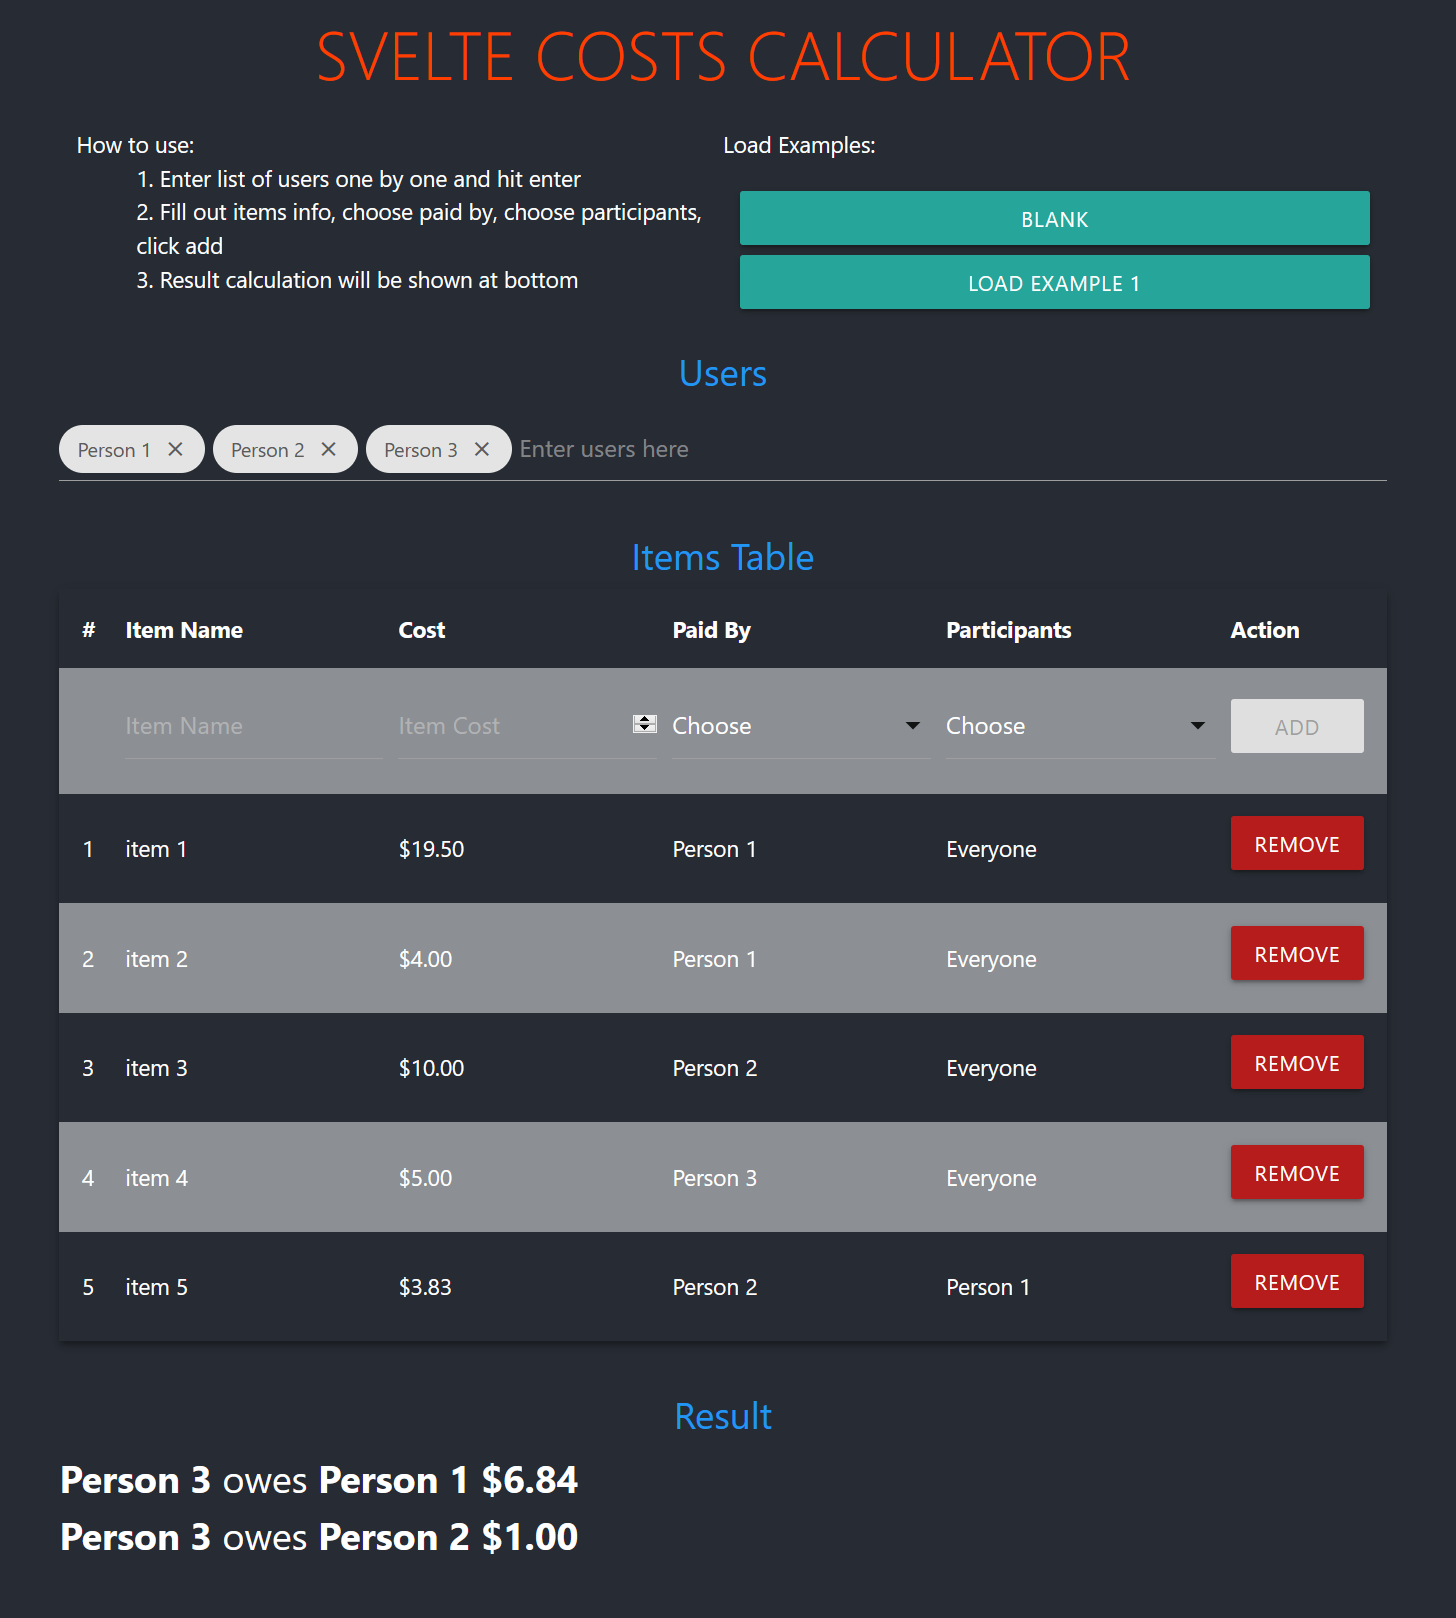 SVELTE COSTS CALCULATOR
How to use:
1. Enter list of users one by one and hit enter
2. Fill out items info, choose paid by, choose participants,
click add
3. Result calculation will be shown at bottom
Load Examples:
BLANK
LOAD EXAMPLE 1
Users
Person 1 × Person 2 × Person 3 × Enter users here
Items Table
# Item Name Cost Paid By Participants Action
Item Name Item Cost Choose Choose ADD
1 item 1 $19.50 Person 1 Everyone REMOVE
2 item 2 $4.00 Person 1 Everyone REMOVE
3 item 3 $10.00 Person 2 Everyone REMOVE
4 item 4 $5.00 Person 3 Everyone REMOVE
5 item 5 $3.83 Person 2 Person 1 REMOVE
Result
Person 3 owes Person 1 $6.84
Person 3 owes Person 2 $1.00